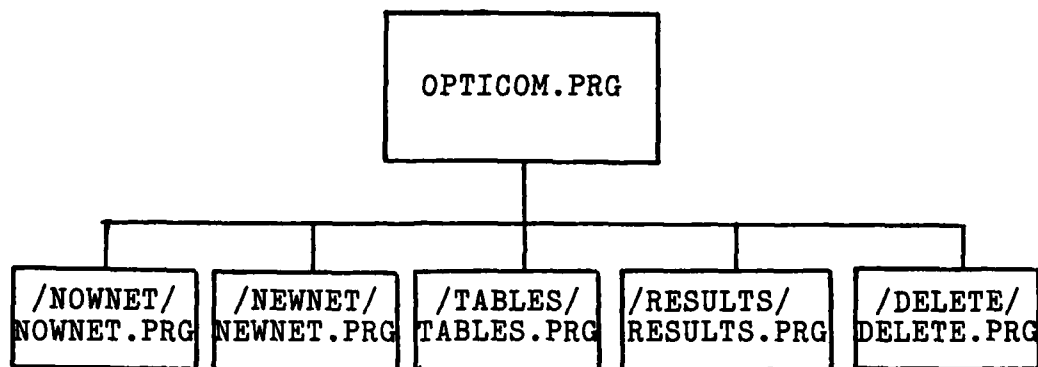 OPTICOM.PRG
/NOWNET/
NOWNET.PRG
/NEWNET/
NEWNET.PRG
/TABLES/
TABLES.PRG
/RESULTS/
RESULTS.PRG
/DELETE/
DELETE.PRG